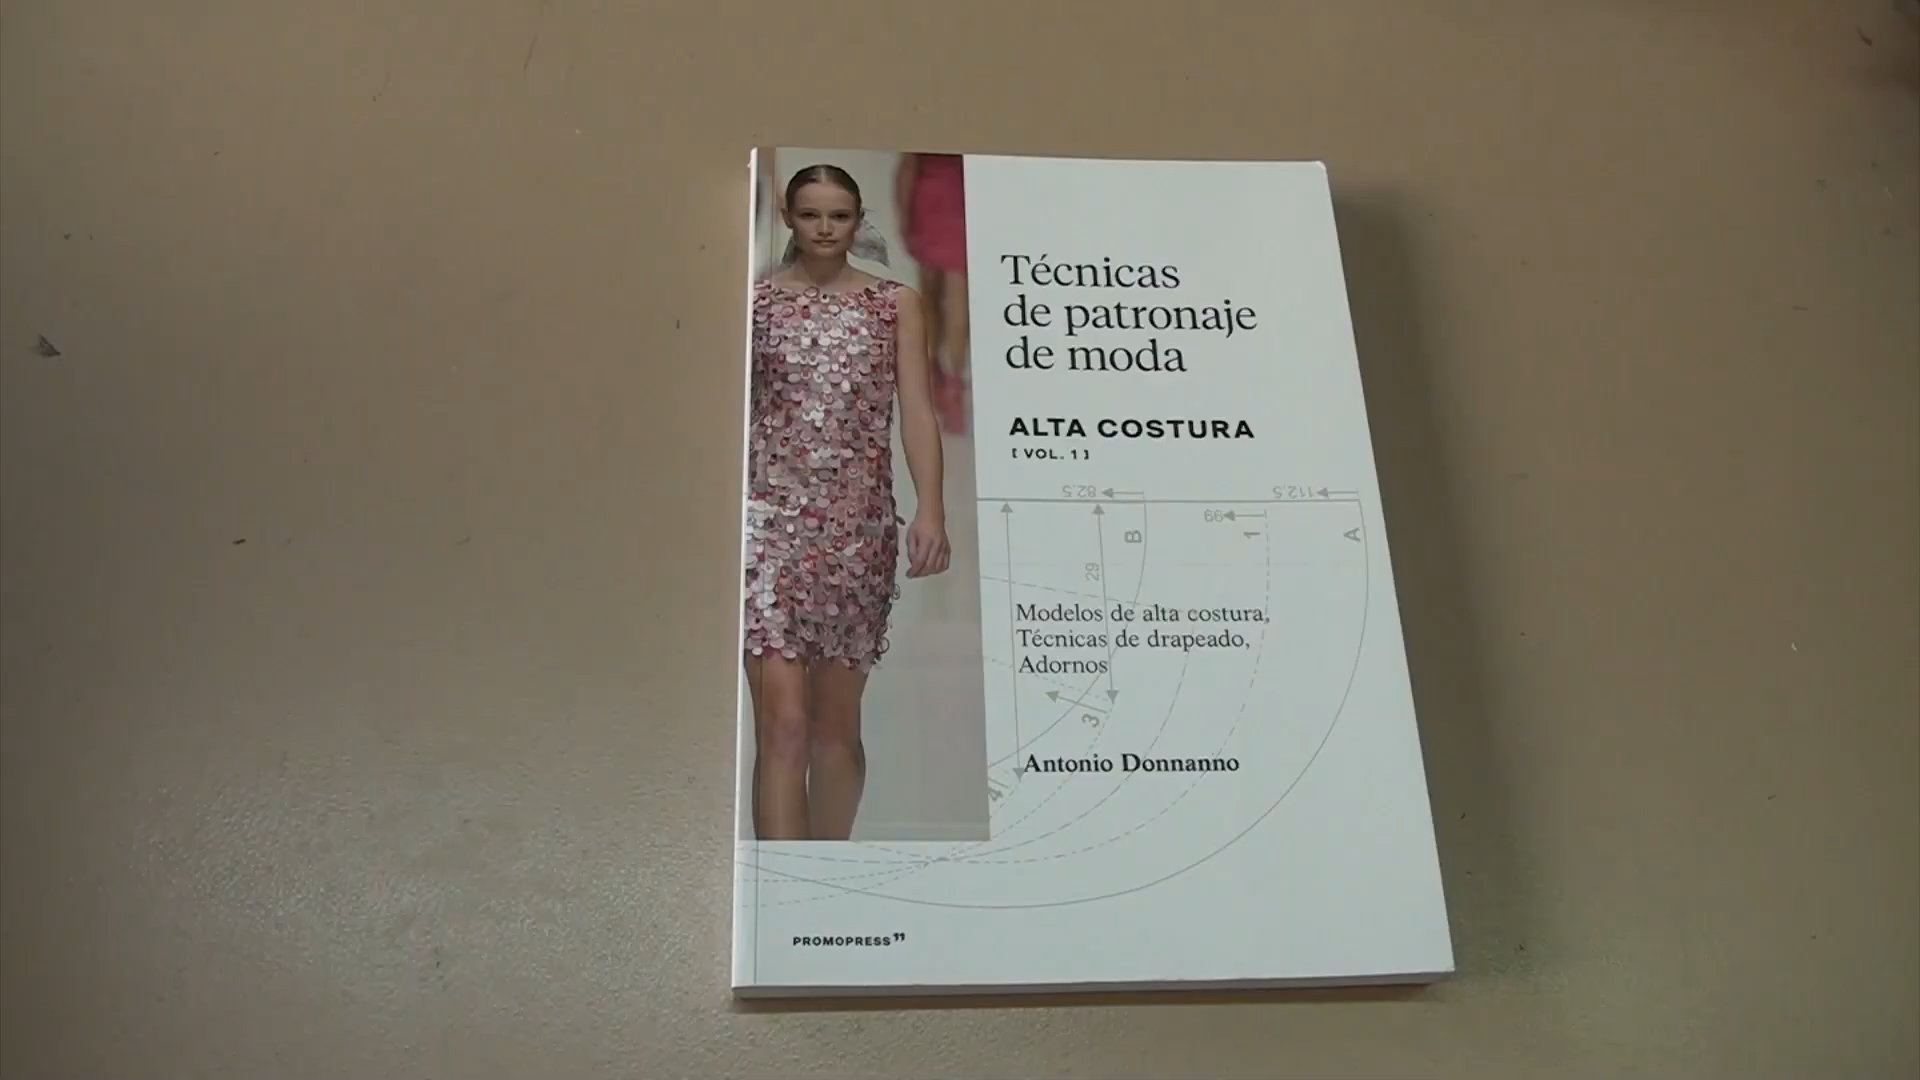 Técnicas
de patronaje
de moda
ALTA COSTURA
[ VOL. 1 ]
82,5
112,5
99
B
1
A
29
Modelos de alta costura,
Técnicas de drapeado,
Adornos
3
Antonio Donnanno
4
PROMOPRESS